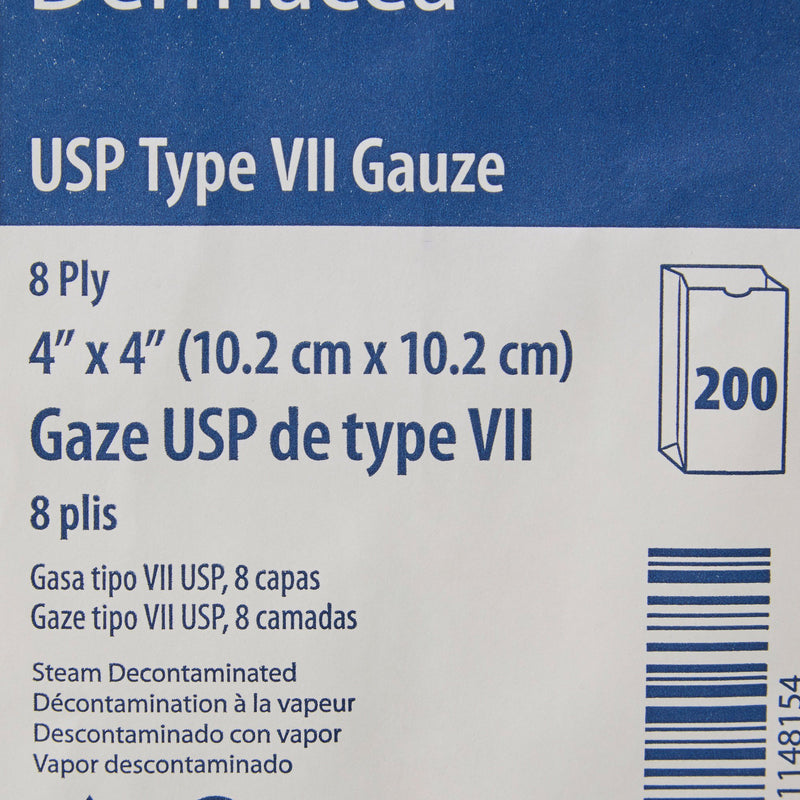 Dermacea
USP Type VII Gauze
8 Ply
4” x 4” (10.2 cm x 10.2 cm)
200
Gaze USP de type VII
8 plis
Gasa tipo VII USP, 8 capas
Gaze tipo VII USP, 8 camadas
Steam Decontaminated
Décontamination à la vapeur
Descontaminado con vapor
Vapor descontaminado
1148154